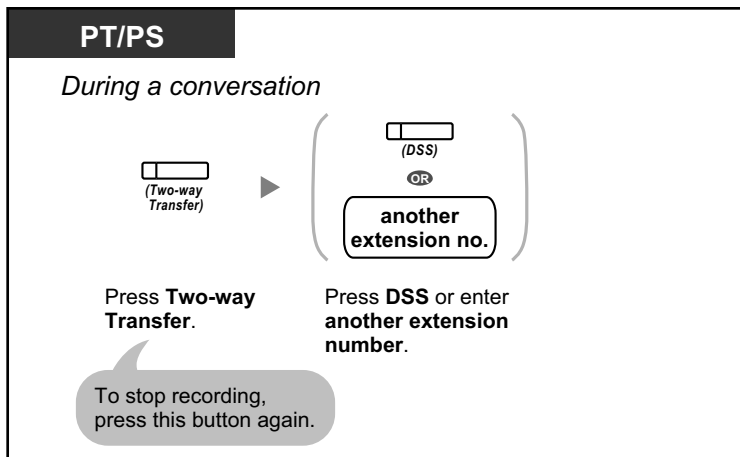 PT/PS
During a conversation
(Two-way
Transfer)
(DSS)
OR
another
extension no.
Press Two-way
Transfer.
Press DSS or enter
another extension
number.
To stop recording,
press this button again.